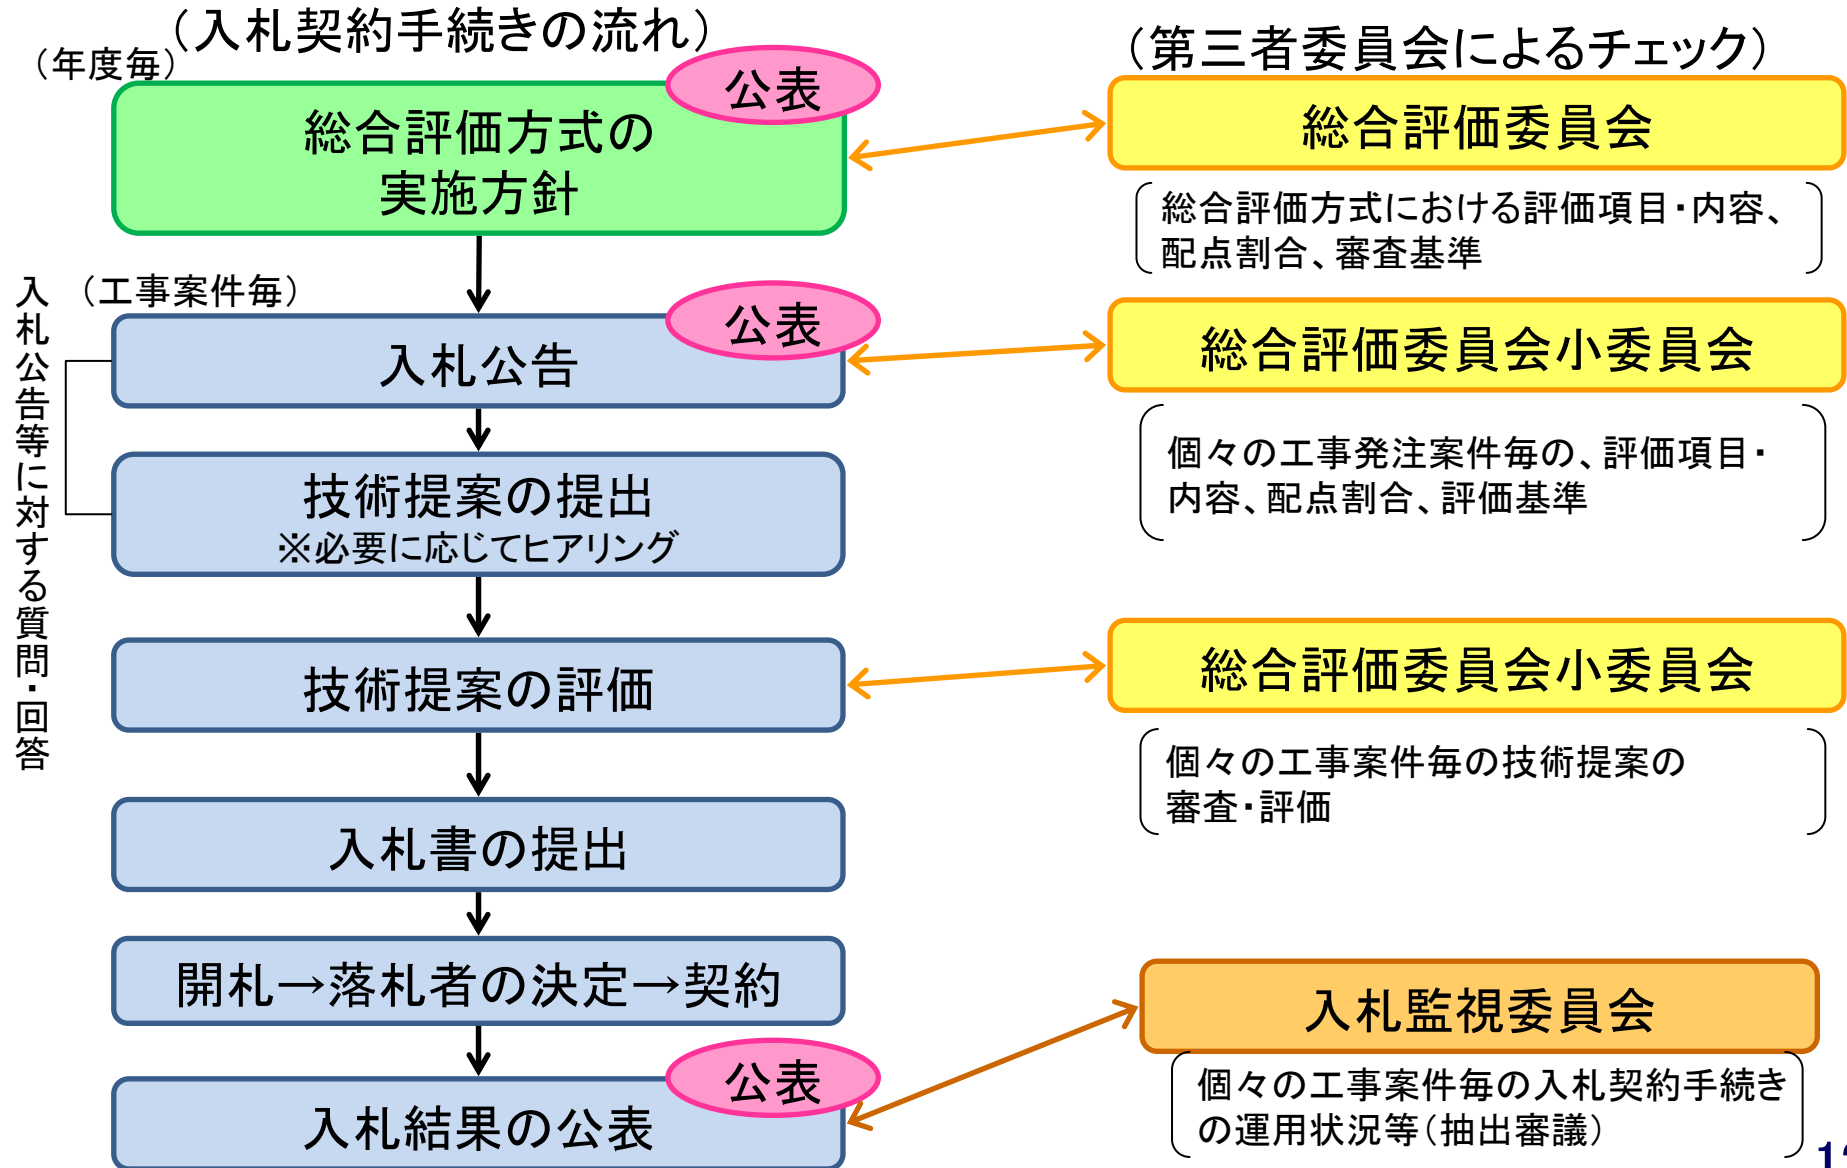 （入札契約手続きの流れ）
（年度毎）
公表
総合評価方式の
実施方針
（工事案件毎）
公表
入札公告
技術提案の提出
※必要に応じてヒアリング
技術提案の評価
入札書の提出
開札→落札者の決定→契約
公表
入札結果の公表
入札公告等に対する質問・回答
（第三者委員会によるチェック）
総合評価委員会
総合評価方式における評価項目・内容、
配点割合、審査基準
総合評価委員会小委員会
個々の工事発注案件毎の、評価項目・
内容、配点割合、評価基準
総合評価委員会小委員会
個々の工事案件毎の技術提案の
審査・評価
入札監視委員会
個々の工事案件毎の入札契約手続き
の運用状況等（抽出審議）